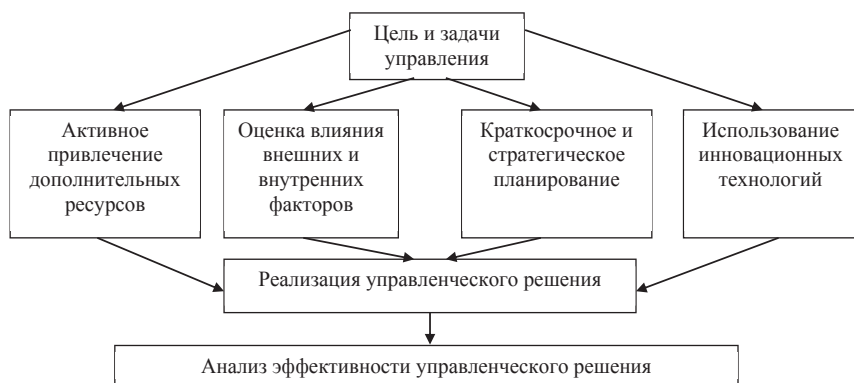 Цель и задачи
управления
Активное
привлечение
дополнительных
ресурсов
Оценка влияния
внешних и
внутренних
факторов
Краткосрочное и
стратегическое
планирование
Использование
инновационных
технологий
Реализация управленческого решения
Анализ эффективности управленческого решения